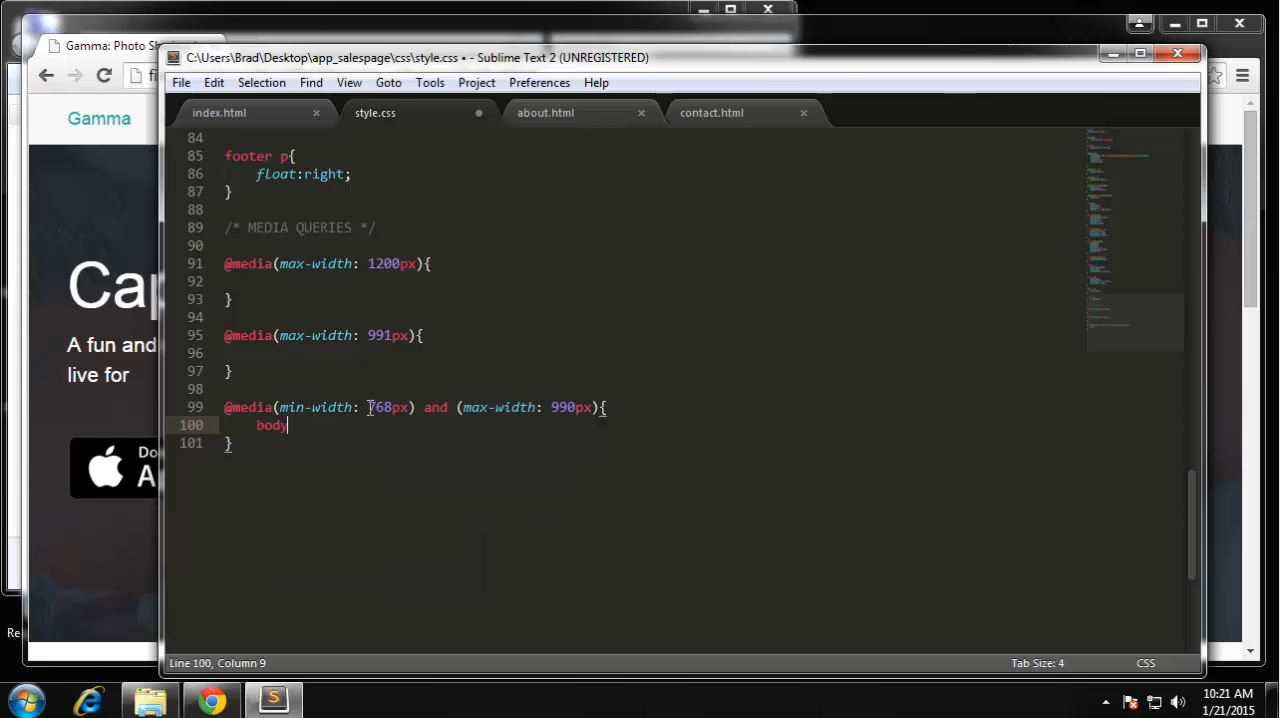 Gamma: Photo Sh
C:\Users\Brad\Desktop\app_salespage\css\style.css • - Sublime Text 2 (UNREGISTERED)
File Edit Selection Find View Goto Tools Project Preferences Help
index.html × style.css about.html × contact.html ×
Gamma
Cap
A fun and
live for
Do
A
84
85 footer p{
86 float:right;
87 }
88
89 /* MEDIA QUERIES */
90
91 @media(max-width: 1200px){
92
93 }
94
95 @media(max-width: 991px){
96
97 }
98
99 @media(min-width: 768px) and (max-width: 990px){
100 body
101 }
Re
Line 100, Column 9 Tab Size: 4 CSS
10:21 AM
1/21/2015